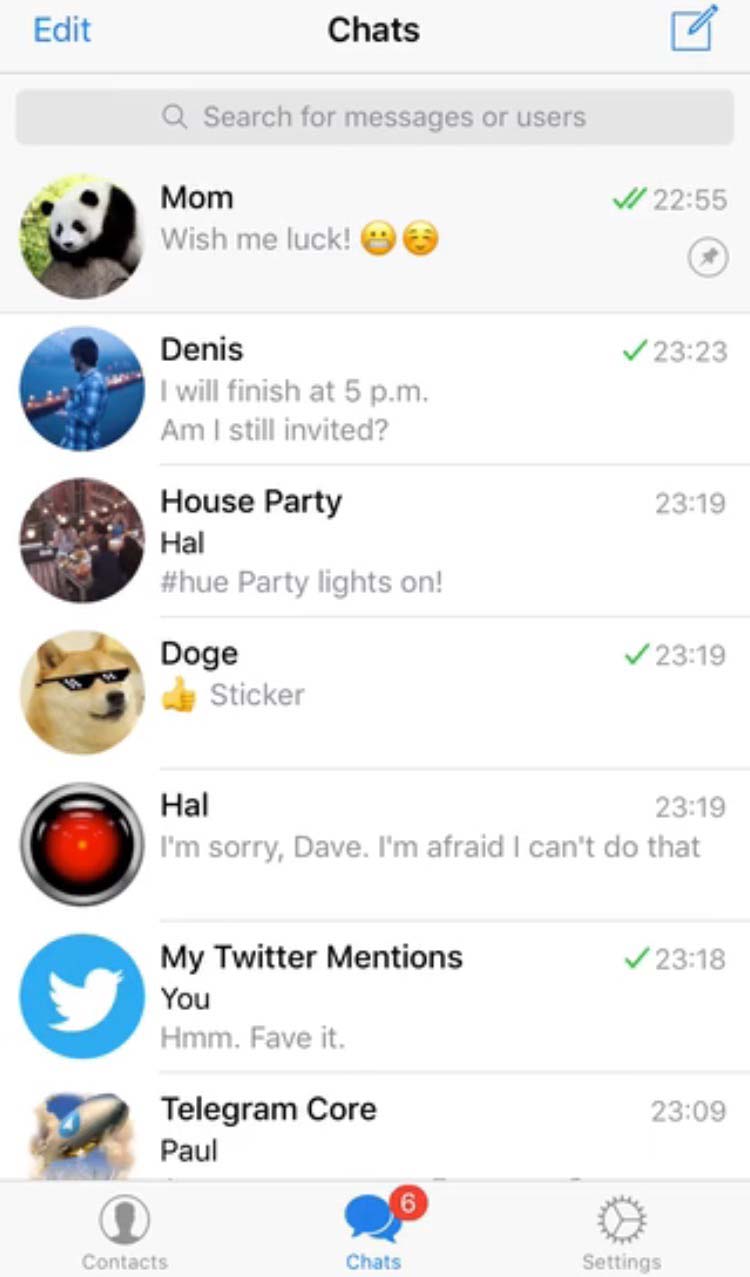 Edit Chats
Search for messages or users
Mom 22:55
Wish me luck! 😬☺️
Denis 23:23
I will finish at 5 p.m.
Am I still invited?
House Party 23:19
Hal
#hue Party lights on!
Doge 23:19
👍 Sticker
Hal 23:19
I'm sorry, Dave. I'm afraid I can't do that
My Twitter Mentions 23:18
You
Hmm. Fave it.
Telegram Core 23:09
Paul
6
Contacts Chats Settings